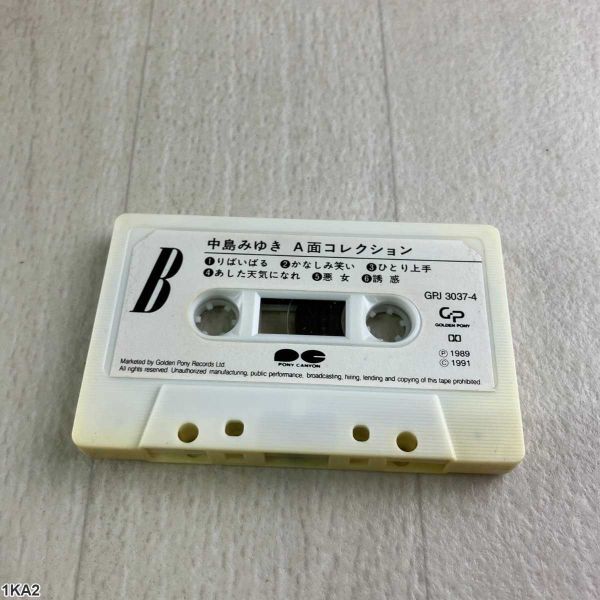 中島みゆき A面コレクション
B
❶りばいばる ❷かなしみ笑い ❸ひとり上手
❹あした天気になれ ❺悪 女 ❻誘 惑
GRJ 3037-4
GP
GOLDEN PONY
PONY CANYON
Ⓟ 1989
© 1991
Marketed by Golden Pony Records Ltd.
All rights reserved. Unauthorized manufacturing, public performance, broadcasting, hiring, lending and copying of this tape prohibited.
1KA2